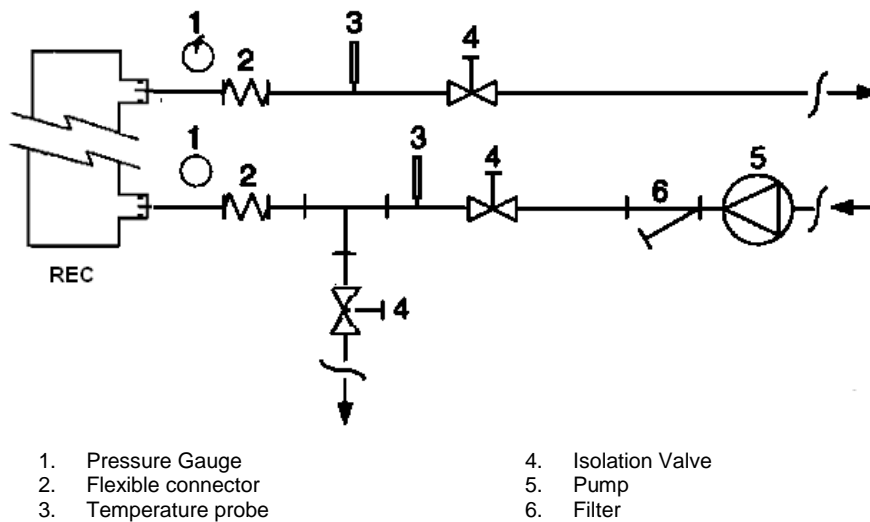 3
4
1
2
3
1
4
2
5
6
REC
4
1. Pressure Gauge
2. Flexible connector
3. Temperature probe
4. Isolation Valve
5. Pump
6. Filter